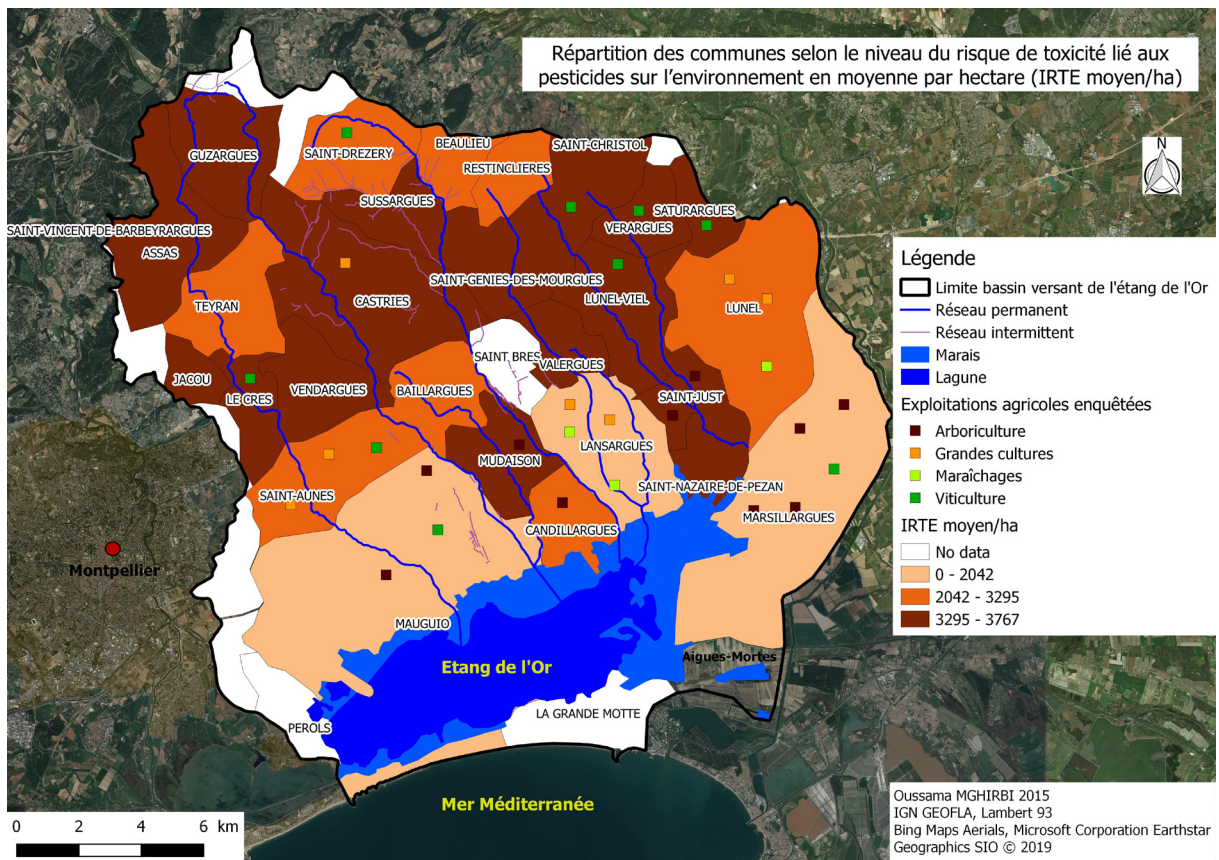 Répartition des communes selon le niveau du risque de toxicité lié aux
pesticides sur l'environnement en moyenne par hectare (IRTE moyen/ha)
N
GUZARGUES
SAINT-DREZERY
BEAULIEU
RESTINCLIERES
SAINT-CHRISTOL
SUSSARGUES
SATURARGUES
VERARGUES
SAINT-VINCENT-DE-BARBEYRARGUES
ASSAS
SAINT-GENIES-DES-MOURGUES
CASTRIES
LUNEL-VIEL
LUNEL
TEYRAN
SAINT BRES
VALERGUES
JACOU
LE CRES
VENDARGUES
BAILLARGUES
SAINT-JUST
LANSARGUES
MUDAISON
SAINT-NAZAIRE-DE-PEZAN
SAINT-AUNES
CANDILLARGUES
MARSILLARGUES
Montpellier
MAUGUIO
Aigues-Mortes
Etang de l'Or
LA GRANDE MOTTE
PEROLS
Mer Méditerranée
Légende
Limite bassin versant de l'étang de l'Or
Réseau permanent
Réseau intermittent
Marais
Lagune
Exploitations agricoles enquêtées
Arboriculture
Grandes cultures
Maraîchages
Viticulture
IRTE moyen/ha
No data
0 - 2042
2042 - 3295
3295 - 3767
0 2 4 6 km
Oussama MGHIRBI 2015
IGN GEOFLA, Lambert 93
Bing Maps Aerials, Microsoft Corporation Earthstar
Geographics SIO © 2019